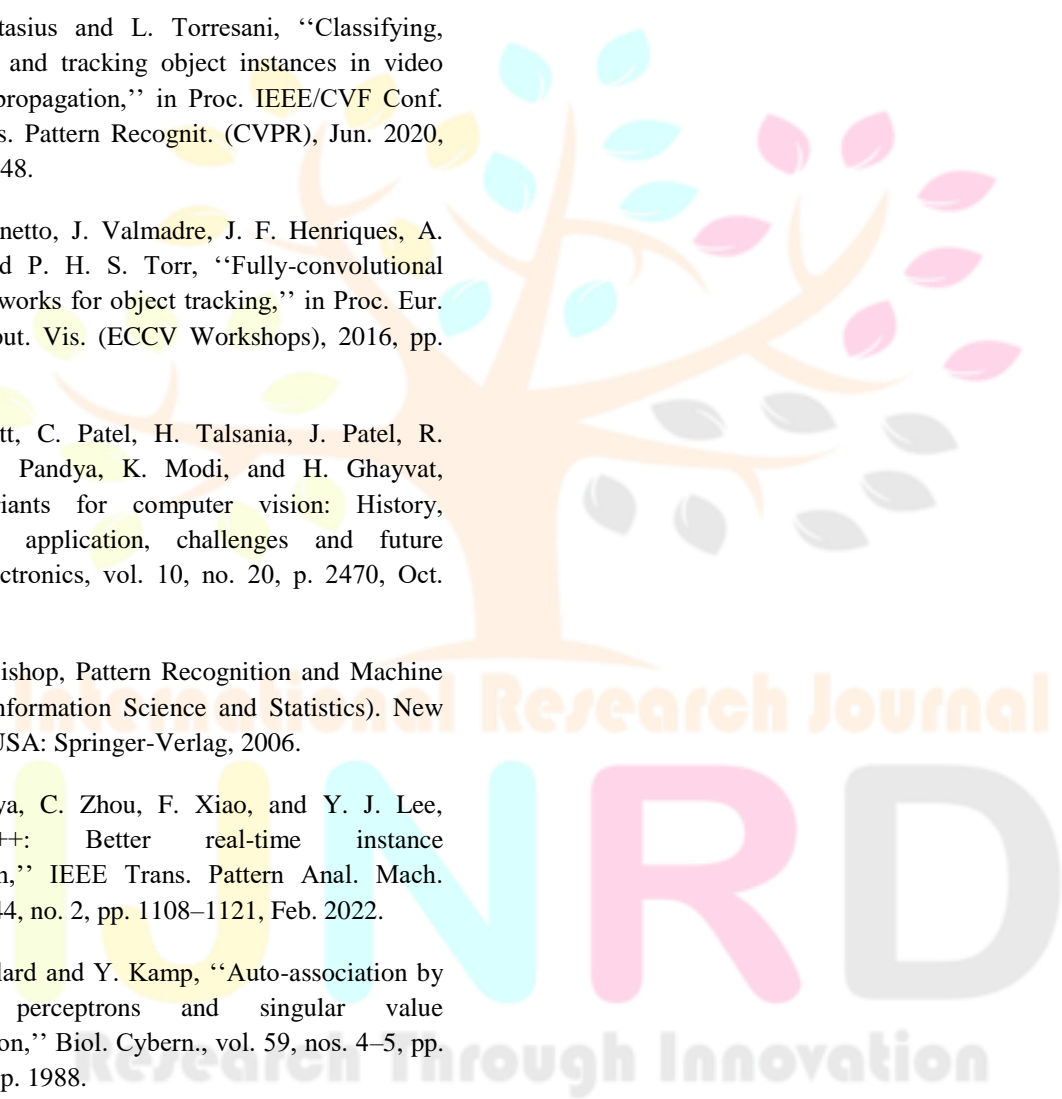 tasius and L. Torresani, ‘‘Classifying,
and tracking object instances in video
propagation,’’ in Proc. IEEE/CVF Conf.
s. Pattern Recognit. (CVPR), Jun. 2020,
48.
netto, J. Valmadre, J. F. Henriques, A.
d P. H. S. Torr, ‘‘Fully-convolutional
works for object tracking,’’ in Proc. Eur.
out. Vis. (ECCV Workshops), 2016, pp.
tt, C. Patel, H. Talsania, J. Patel, R.
Pandya, K. Modi, and H. Ghayvat,
riants for computer vision: History,
application, challenges and future
ectronics, vol. 10, no. 20, p. 2470, Oct.
ishop, Pattern Recognition and Machine
nformation Science and Statistics). New
USA: Springer-Verlag, 2006.
International Research Journal
ya, C. Zhou, F. Xiao, and Y. J. Lee,
++: Better real-time instance
n,’’ IEEE Trans. Pattern Anal. Mach.
44, no. 2, pp. 1108–1121, Feb. 2022.
IJNRD
lard and Y. Kamp, ‘‘Auto-association by
perceptrons and singular value
on,’’ Biol. Cybern., vol. 59, nos. 4–5, pp.
p. 1988.
Research Through Innovation